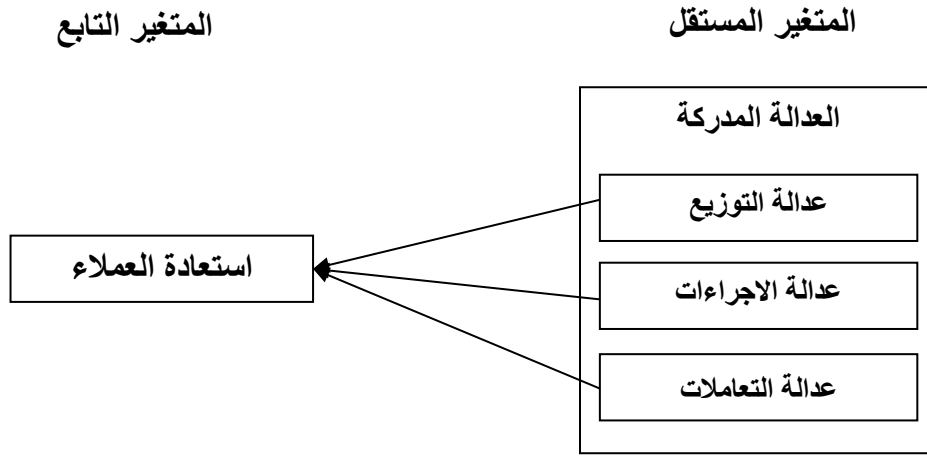 المتغير المستقل
المتغير التابع
العدالة المدركة
عدالة التوزيع
عدالة الاجراءات
عدالة التعاملات
استعادة العملاء